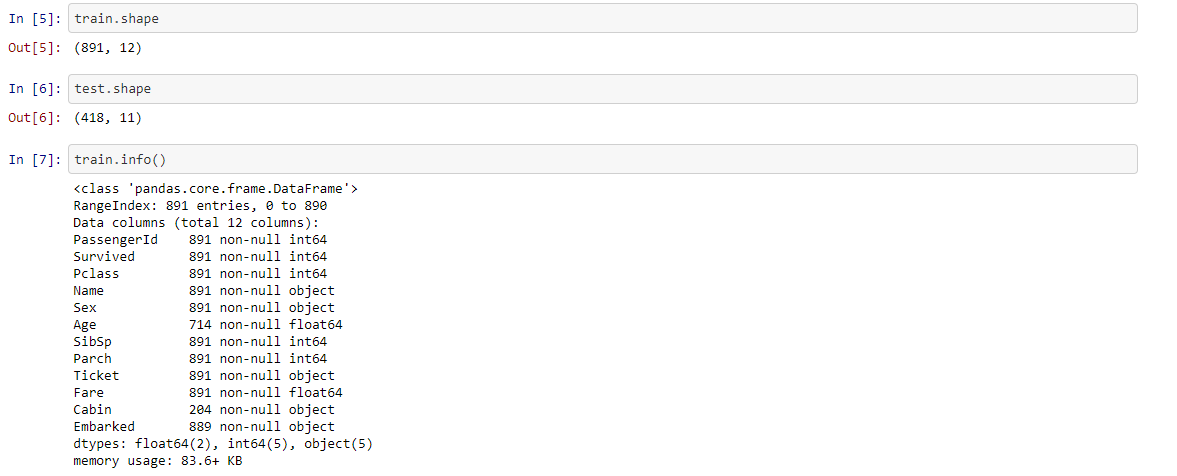 In [5]: train.shape
Out[5]: (891, 12)
In [6]: test.shape
Out[6]: (418, 11)
In [7]: train.info()
<class 'pandas.core.frame.DataFrame'>
RangeIndex: 891 entries, 0 to 890
Data columns (total 12 columns):
PassengerId    891 non-null int64
Survived       891 non-null int64
Pclass         891 non-null int64
Name           891 non-null object
Sex            891 non-null object
Age            714 non-null float64
SibSp          891 non-null int64
Parch          891 non-null int64
Ticket         891 non-null object
Fare           891 non-null float64
Cabin          204 non-null object
Embarked       889 non-null object
dtypes: float64(2), int64(5), object(5)
memory usage: 83.6+ KB